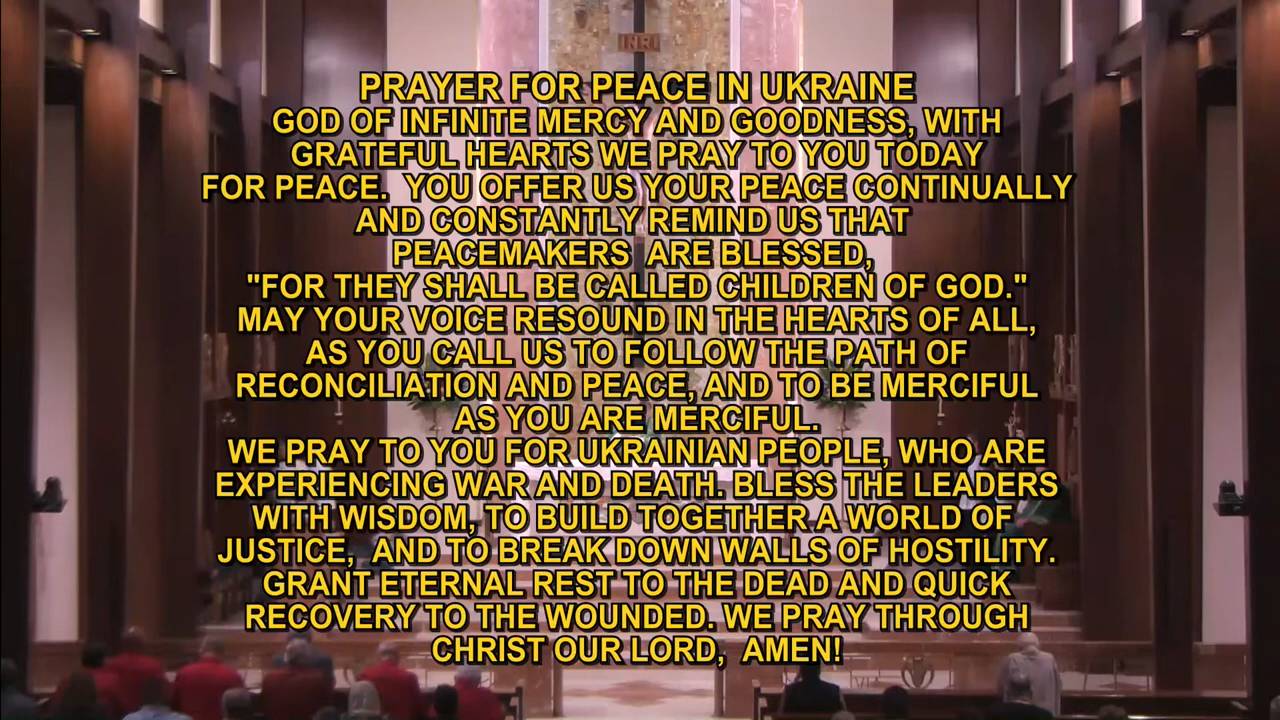 INRI
PRAYER FOR PEACE IN UKRAINE
GOD OF INFINITE MERCY AND GOODNESS, WITH
GRATEFUL HEARTS WE PRAY TO YOU TODAY
FOR PEACE.  YOU OFFER US YOUR PEACE CONTINUALLY
AND CONSTANTLY REMIND US THAT
PEACEMAKERS  ARE BLESSED,
"FOR THEY SHALL BE CALLED CHILDREN OF GOD."
MAY YOUR VOICE RESOUND IN THE HEARTS OF ALL,
AS YOU CALL US TO FOLLOW THE PATH OF
RECONCILIATION AND PEACE, AND TO BE MERCIFUL
AS YOU ARE MERCIFUL.
WE PRAY TO YOU FOR UKRAINIAN PEOPLE, WHO ARE
EXPERIENCING WAR AND DEATH. BLESS THE LEADERS
WITH WISDOM, TO BUILD TOGETHER A WORLD OF
JUSTICE,  AND TO BREAK DOWN WALLS OF HOSTILITY.
GRANT ETERNAL REST TO THE DEAD AND QUICK
RECOVERY TO THE WOUNDED. WE PRAY THROUGH
CHRIST OUR LORD,  AMEN!